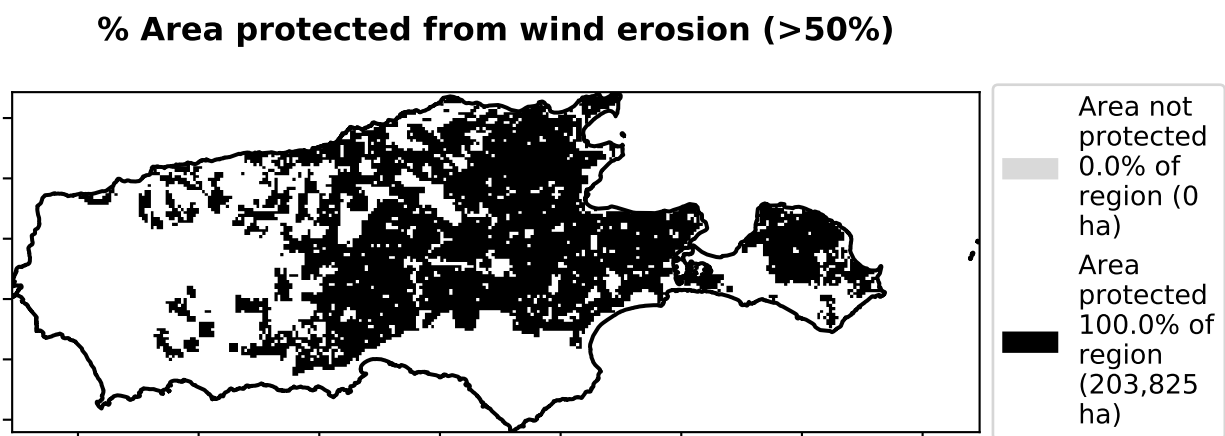 % Area protected from wind erosion (>50%)
Area not
protected
0.0% of
region (0
ha)
Area
protected
100.0% of
region
(203,825
ha)